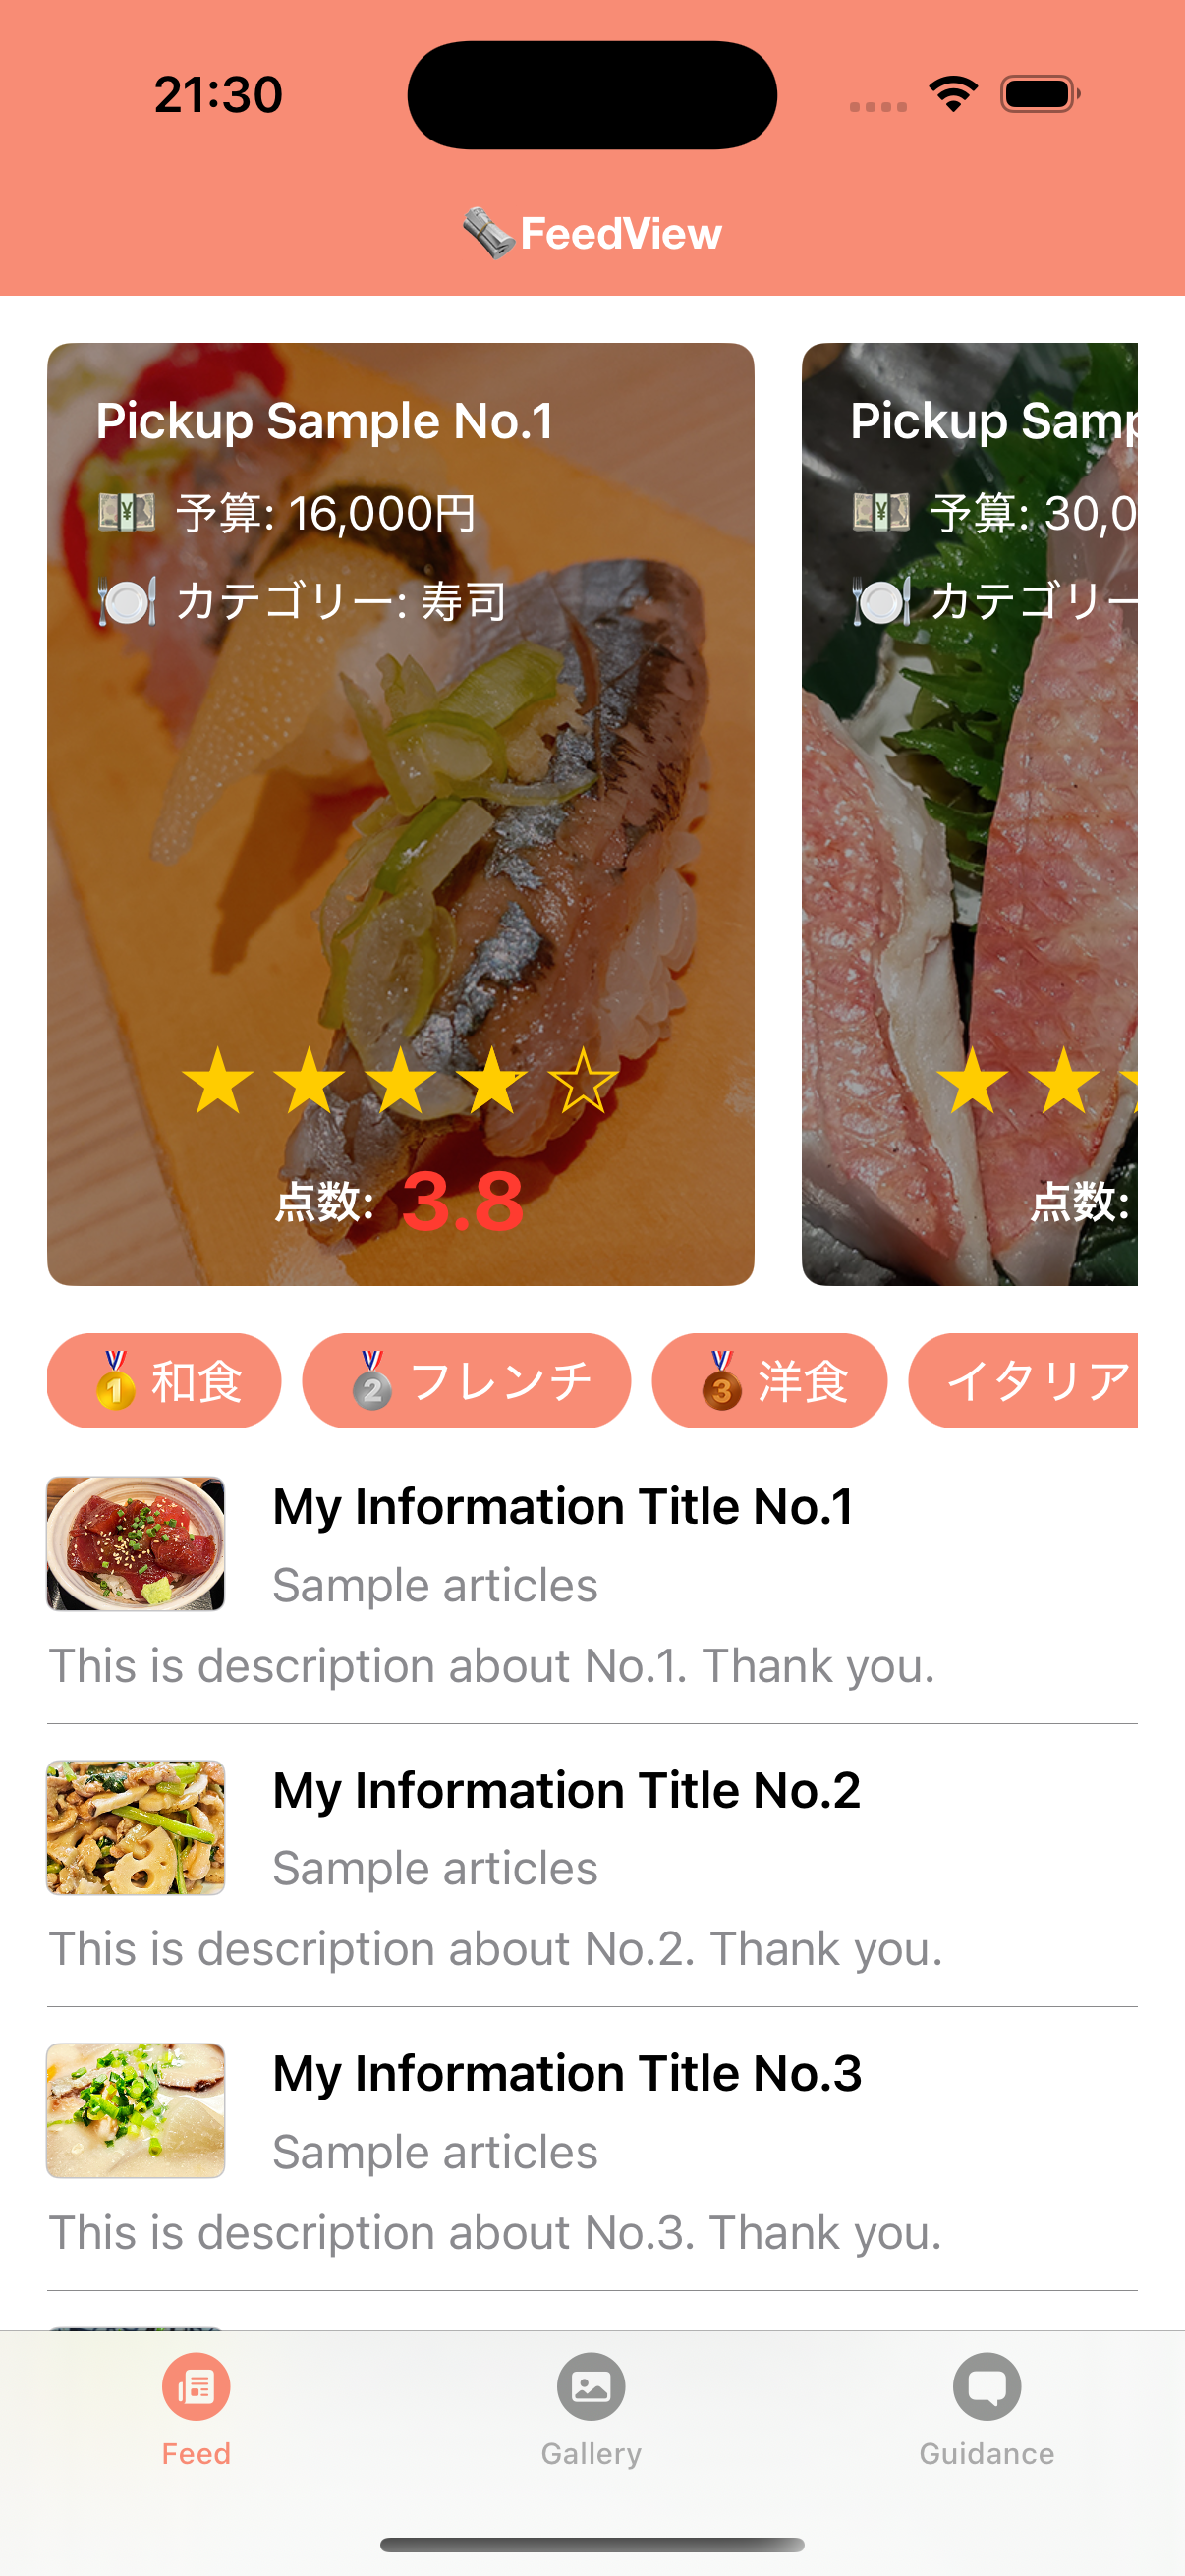 21:30
FeedView
Pickup Sample No.1
予算: 16,000円
カテゴリー: 寿司
点数: 3.8
Pickup Samp
予算: 30,0
カテゴリー
点数:
1 和食
2 フレンチ
3 洋食
イタリア
My Information Title No.1
Sample articles
This is description about No.1. Thank you.
My Information Title No.2
Sample articles
This is description about No.2. Thank you.
My Information Title No.3
Sample articles
This is description about No.3. Thank you.
Feed
Gallery
Guidance